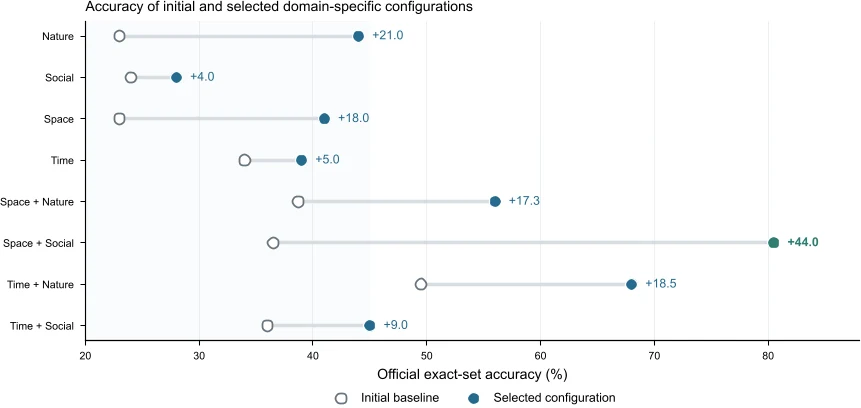 Accuracy of initial and selected domain-specific configurations
Nature
+21.0
Social
+4.0
Space
+18.0
Time
+5.0
Space + Nature
+17.3
Space + Social
+44.0
Time + Nature
+18.5
Time + Social
+9.0
20 30 40 50 60 70 80
Official exact-set accuracy (%)
Initial baseline Selected configuration